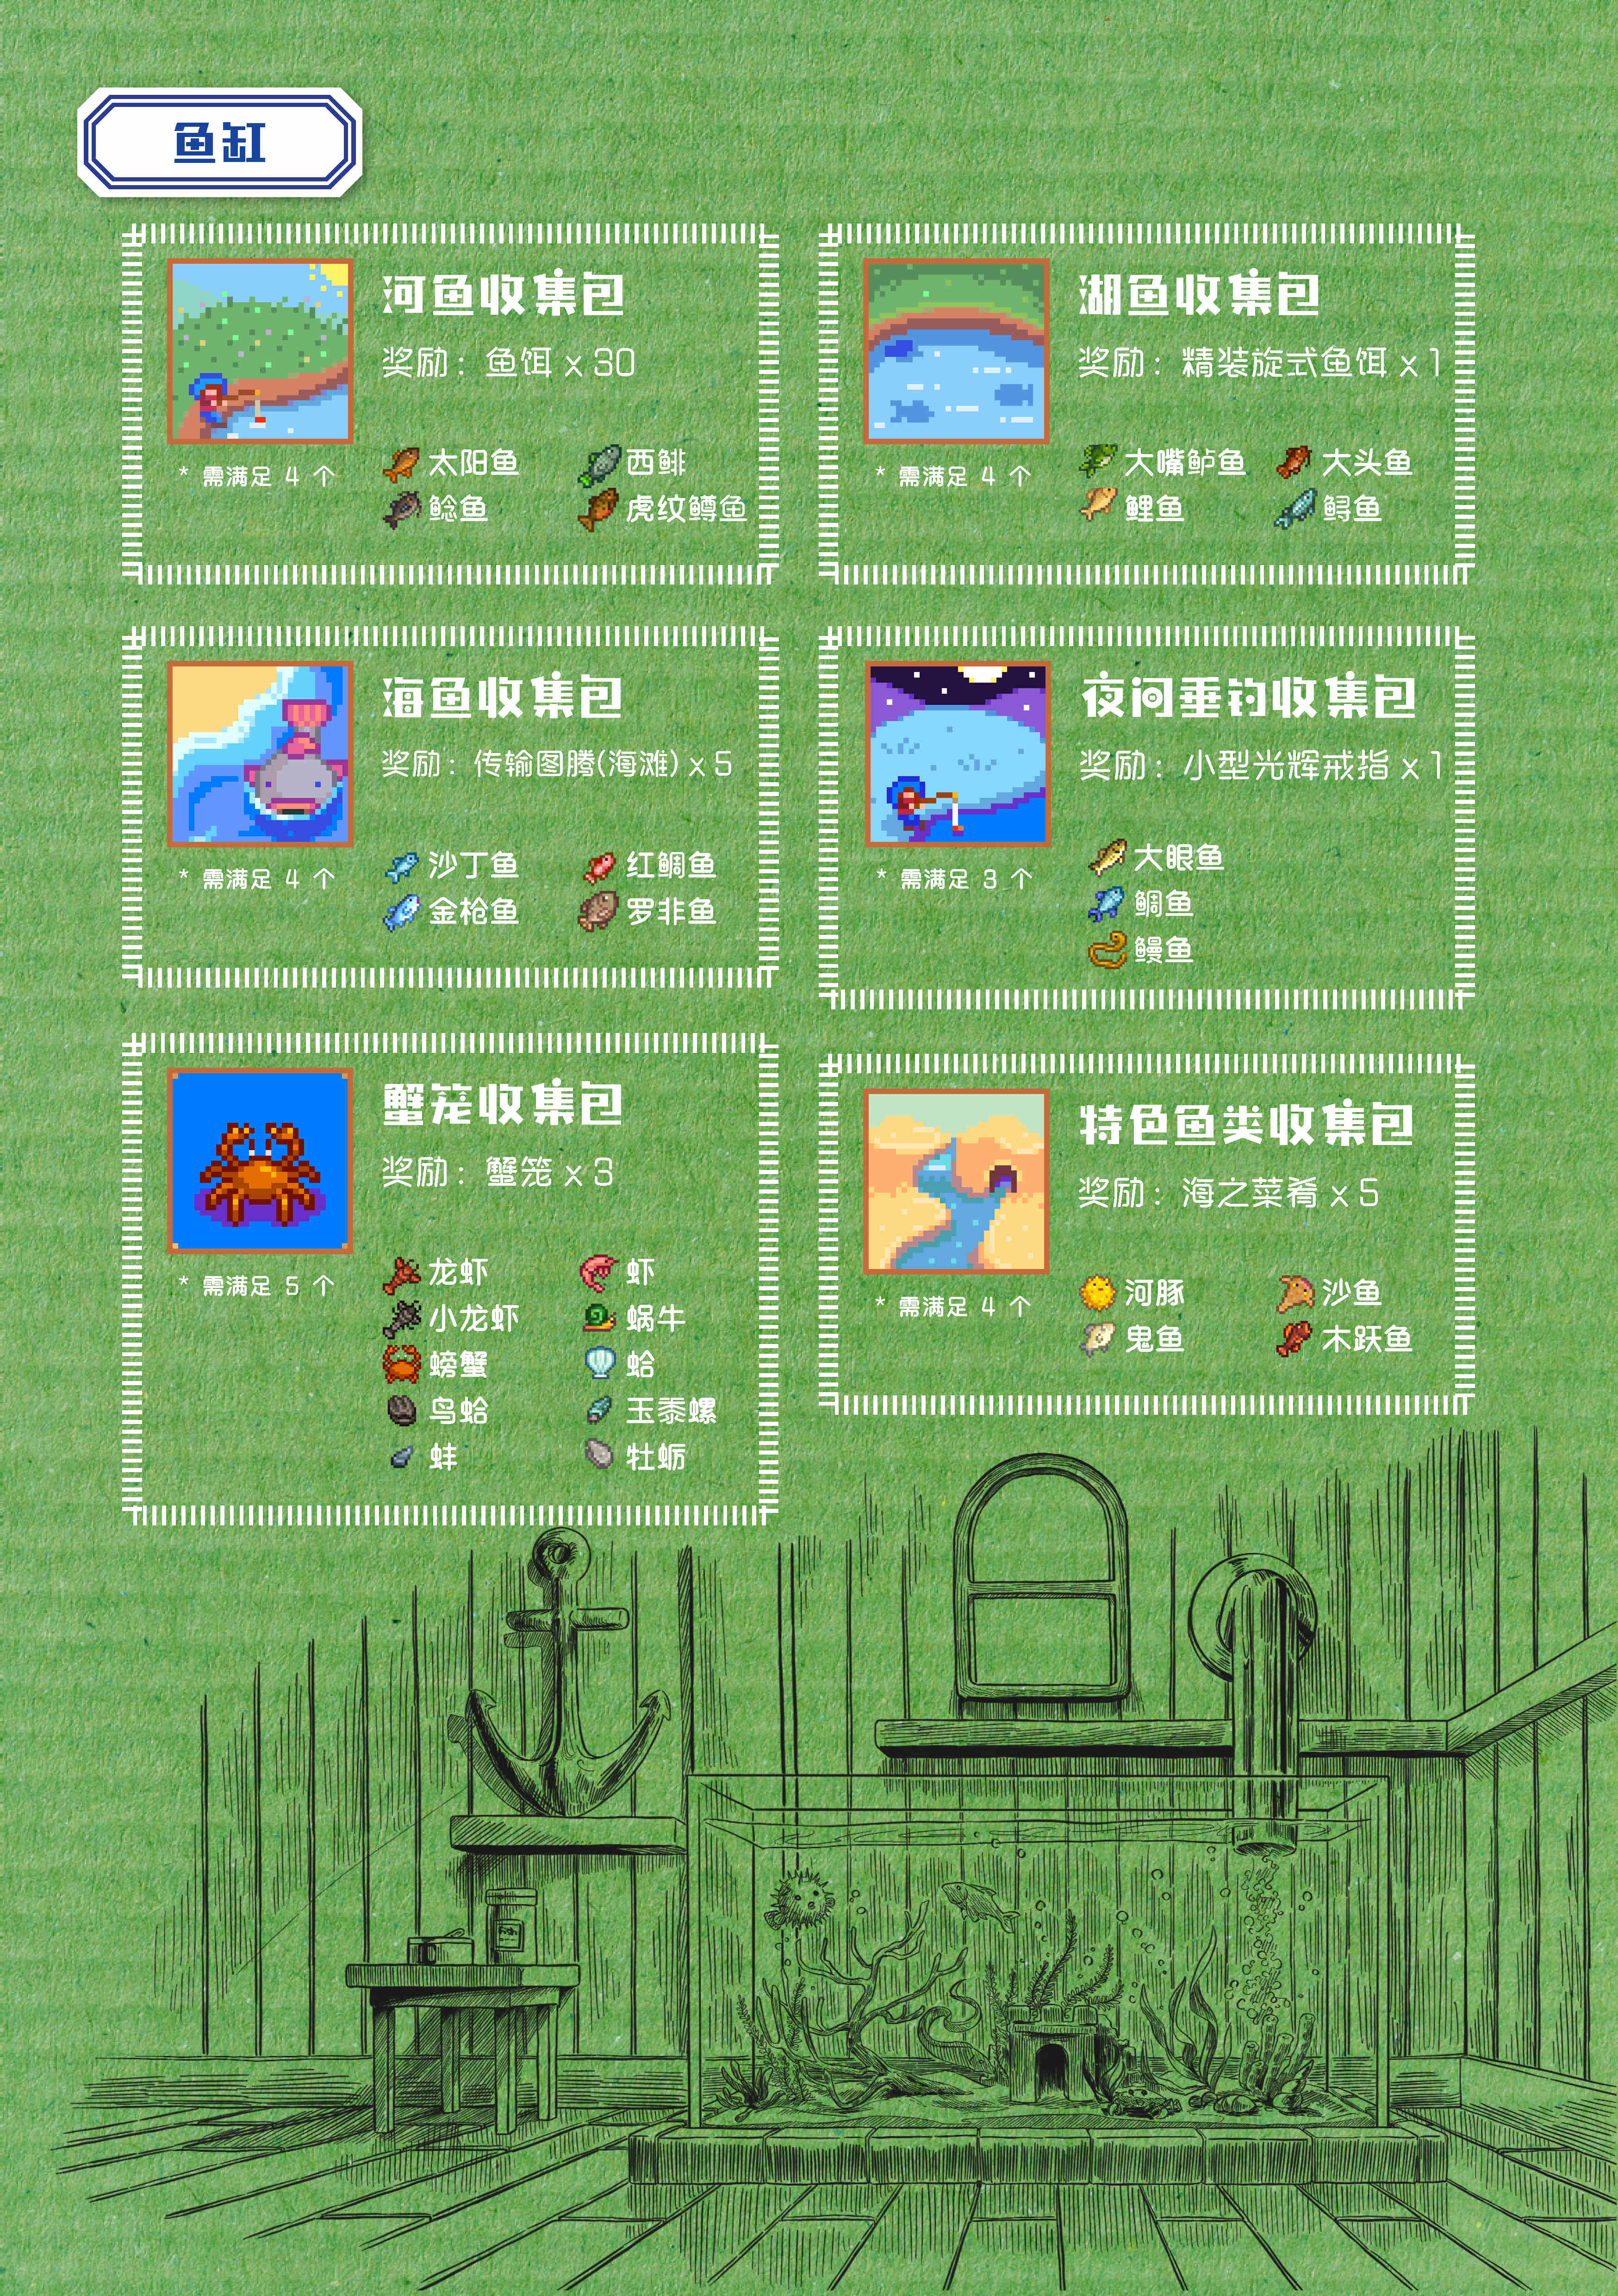 鱼缸
河鱼收集包
奖励：鱼饵 x 30
* 需满足 4 个
太阳鱼 西鲱
鲶鱼 虎纹鳟鱼
湖鱼收集包
奖励：精装旋式鱼饵 x 1
* 需满足 4 个
大嘴鲈鱼 大头鱼
鲤鱼 鲟鱼
海鱼收集包
奖励：传输图腾(海滩) x 5
* 需满足 4 个
沙丁鱼 红鲷鱼
金枪鱼 罗非鱼
夜间垂钓收集包
奖励：小型光辉戒指 x 1
* 需满足 3 个
大眼鱼
鲷鱼
鳗鱼
蟹笼收集包
奖励：蟹笼 x 3
* 需满足 5 个
龙虾 虾
小龙虾 蜗牛
螃蟹 蛤
鸟蛤 玉黍螺
蚌 牡蛎
特色鱼类收集包
奖励：海之菜肴 x 5
* 需满足 4 个
河豚 沙鱼
鬼鱼 木跃鱼